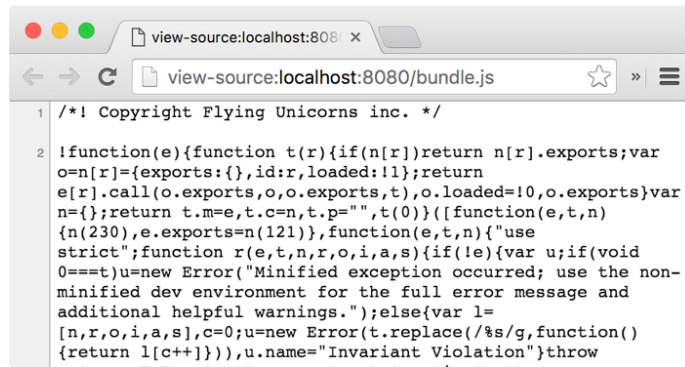 view-source:localhost:808
view-source:localhost:8080/bundle.js
»
1 /*! Copyright Flying Unicorns inc. */
2 !function(e){function t(r){if(n[r])return n[r].exports;var
o=n[r]={exports:{},id:r,loaded:!1};return
e[r].call(o.exports,o,o.exports,t),o.loaded=!0,o.exports}var
n={};return t.m=e,t.c=n,t.p="",t(0)}([function(e,t,n)
{n(230),e.exports=n(121)},function(e,t,n){"use
strict";function r(e,t,n,r,o,i,a,s){if(!e){var u;if(void
0===t)u=new Error("Minified exception occurred; use the non-
minified dev environment for the full error message and
additional helpful warnings.");else{var l=
[n,r,o,i,a,s],c=0;u=new Error(t.replace(/%s/g,function()
{return l[c++]})),u.name="Invariant Violation"}throw